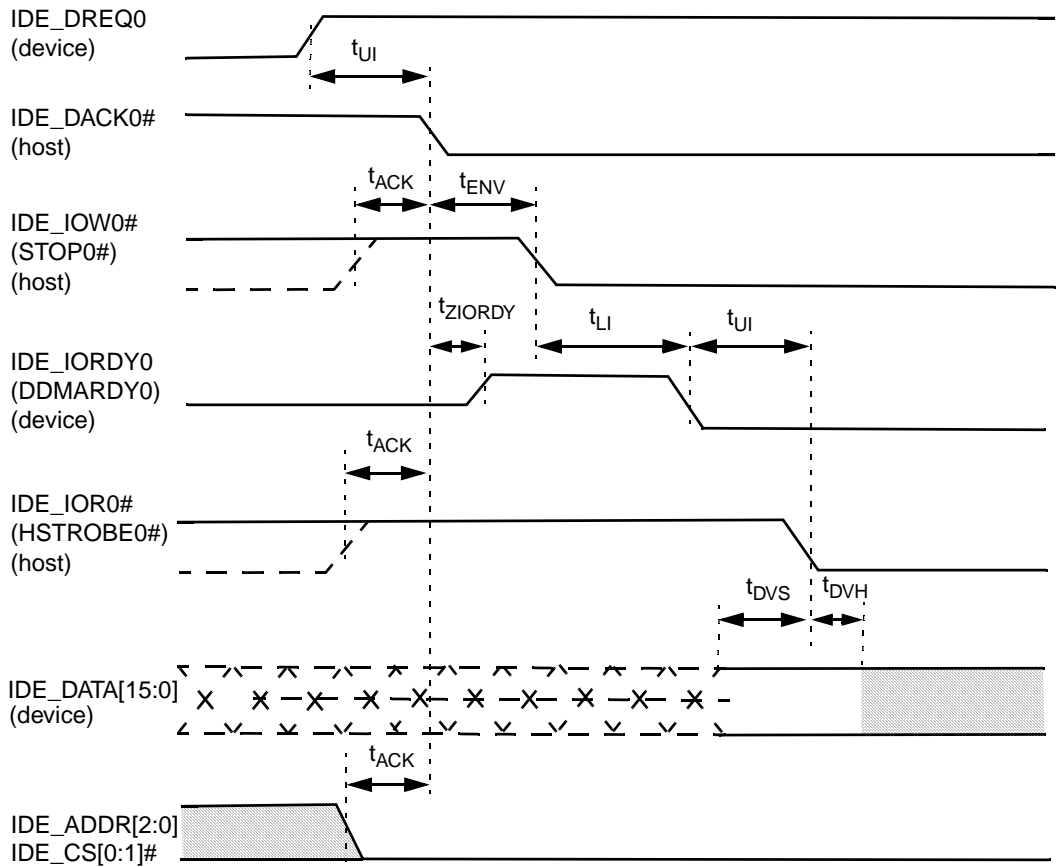 IDE_DREQ0
(device)
tUI
IDE_DACK0#
(host)
tACK
tENV
IDE_IOW0#
(STOP0#)
(host)
tZIORDY
tLI
tUI
IDE_IORDY0
(DDMARDY0)
(device)
tACK
IDE_IOR0#
(HSTROBE0#)
(host)
tDVS
tDVH
IDE_DATA[15:0]
(device)
tACK
IDE_ADDR[2:0]
IDE_CS[0:1]#